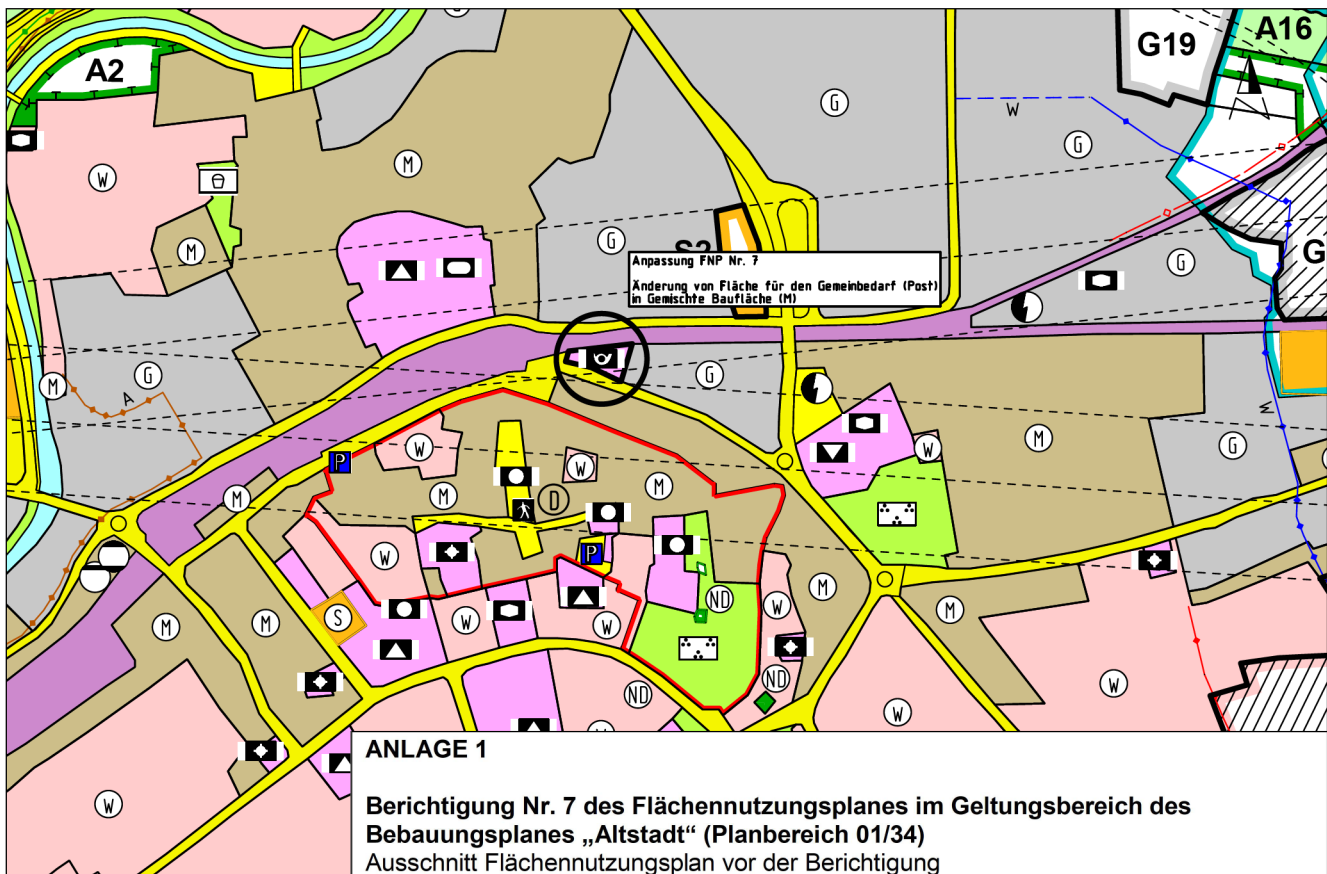 G
A2
G19
A16
G
G
W
W
M
M
G
S2
G
G
Anpassung FNP Nr. 7
Änderung von Fläche für den Gemeinbedarf (Post)
in Gemischte Baufläche (M)
M
G
A
G
W
P
W
W
M
M
M
D
M
W
M
G
W
P
W
M
M
S
W
W
ND
W
M
M
ND
ND
W
W
W
W
ANLAGE 1
Berichtigung Nr. 7 des Flächennutzungsplanes im Geltungsbereich des
Bebauungsplanes „Altstadt“ (Planbereich 01/34)
Ausschnitt Flächennutzungsplan vor der Berichtigung